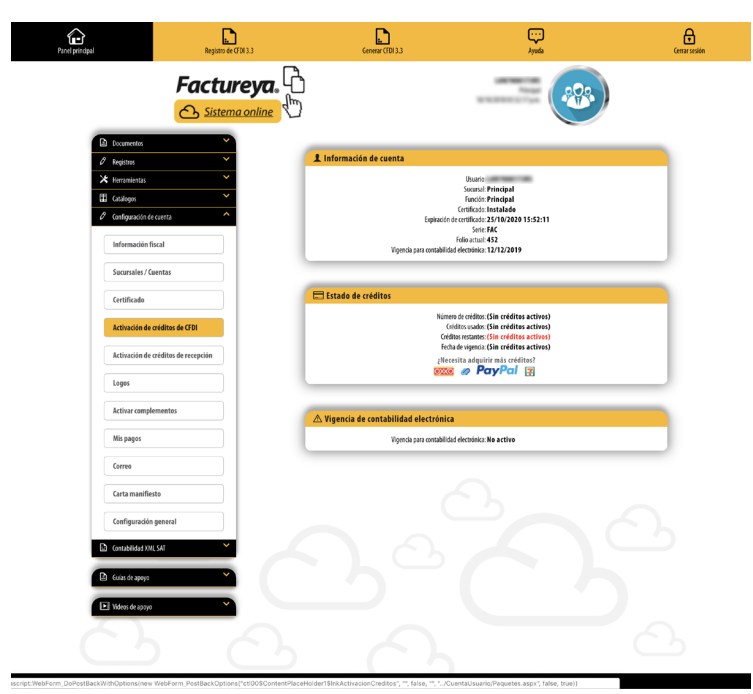 Panel principal
Registro de CFDI 3.3
Generar CFDI 3.3
Ayuda
Cerrar sesión
Factureya.
Sistema online
Principal
Documentos
Registros
Herramientas
Catálogos
Configuración de cuenta
Información fiscal
Sucursales / Cuentas
Certificado
Activación de créditos de CFDI
Activación de créditos de recepción
Logos
Activar complementos
Mis pagos
Correo
Carta manifiesto
Configuración general
Contabilidad XML SAT
Guías de apoyo
Videos de apoyo
Información de cuenta
Usuario:
Sucursal: Principal
Función: Principal
Certificado: Instalado
Expiración de certificado: 25/10/2020 15:52:11
Serie: FAC
Folio actual: 452
Vigencia para contabilidad electrónica: 12/12/2019
Estado de créditos
Número de créditos: (Sin créditos activos)
Créditos usados: (Sin créditos activos)
Créditos restantes: (Sin créditos activos)
Fecha de vigencia: (Sin créditos activos)
¿Necesita adquirir más créditos?
OXXO PayPal
Vigencia de contabilidad electrónica
Vigencia para contabilidad electrónica: No activo
ascript:WebForm_DoPostBackWithOptions(new WebForm_PostBackOptions("ctl00$ContentPlaceHolder1$lnkActivacionCreditos", "", false, "", "../CuentaUsuario/Paquetes.aspx", false, true))